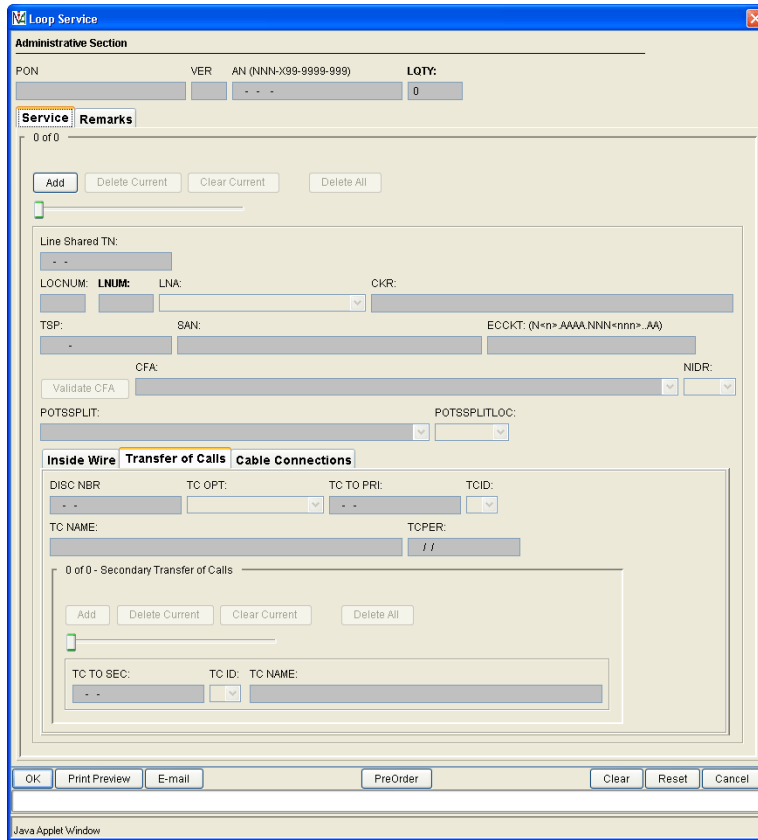 Loop Service
Administrative Section
PON VER AN (NNN-X99-9999-999) LQTY:
- - - 0
Service Remarks
0 of 0
Add Delete Current Clear Current Delete All
Line Shared TN:
- -
LOCNUM: LNUM: LNA: CKR:
TSP: SAN: ECCKT: (N<n>.AAAA.NNN<nnn>..AA)
-
CFA: NIDR:
Validate CFA
POTSSPLIT: POTSSPLITLOC:
Inside Wire Transfer of Calls Cable Connections
DISC NBR TC OPT: TC TO PRI: TCID:
- - - -
TC NAME: TCPER:
/ /
0 of 0 - Secondary Transfer of Calls
Add Delete Current Clear Current Delete All
TC TO SEC: TC ID: TC NAME:
- -
OK Print Preview E-mail PreOrder Clear Reset Cancel
Java Applet Window